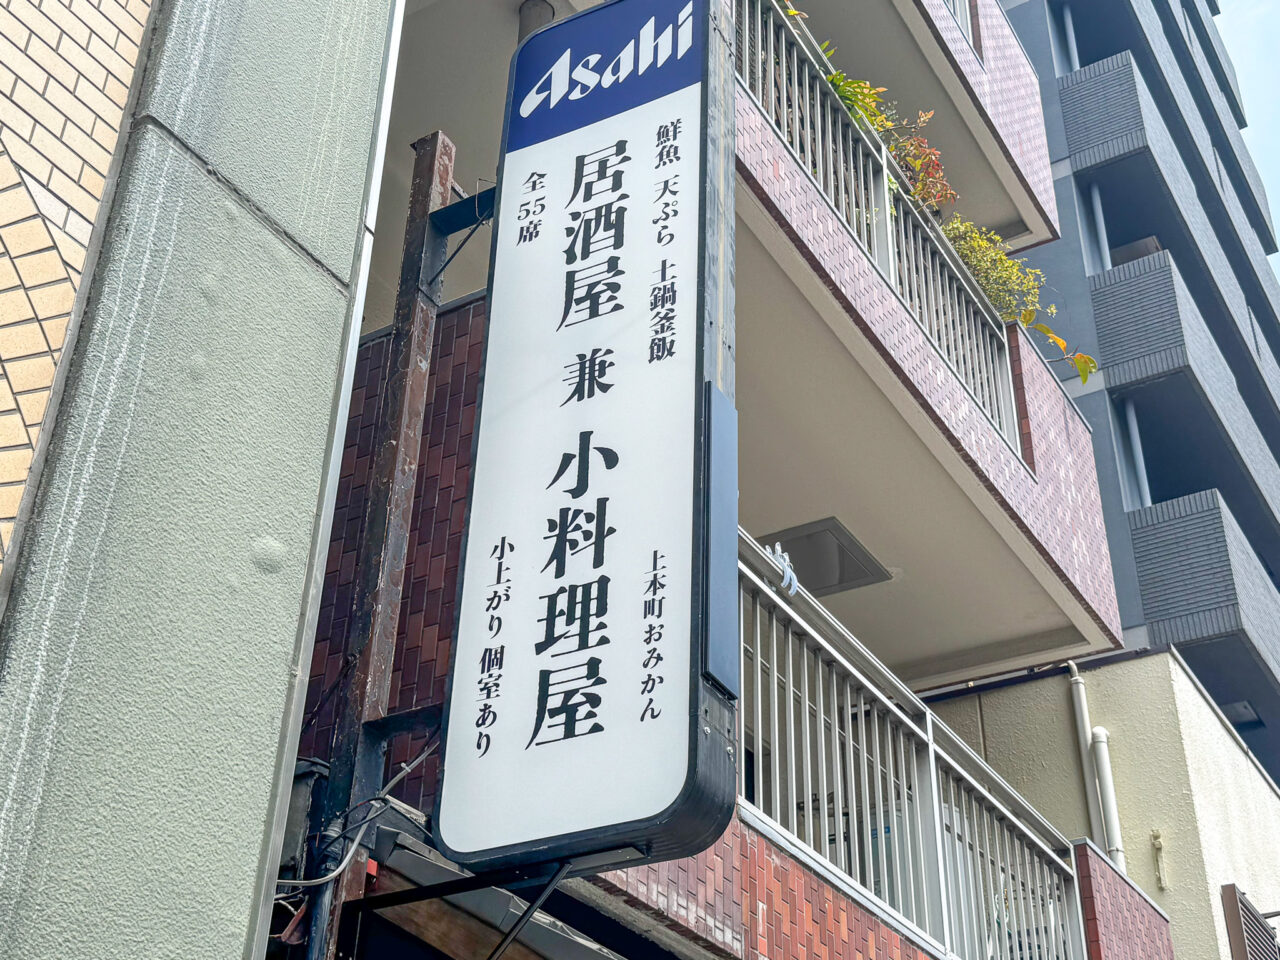 Asahi
鮮魚 天ぷら 土鍋釜飯
上本町おみかん
居酒屋 兼 小料理屋
全55席
小上がり 個室あり